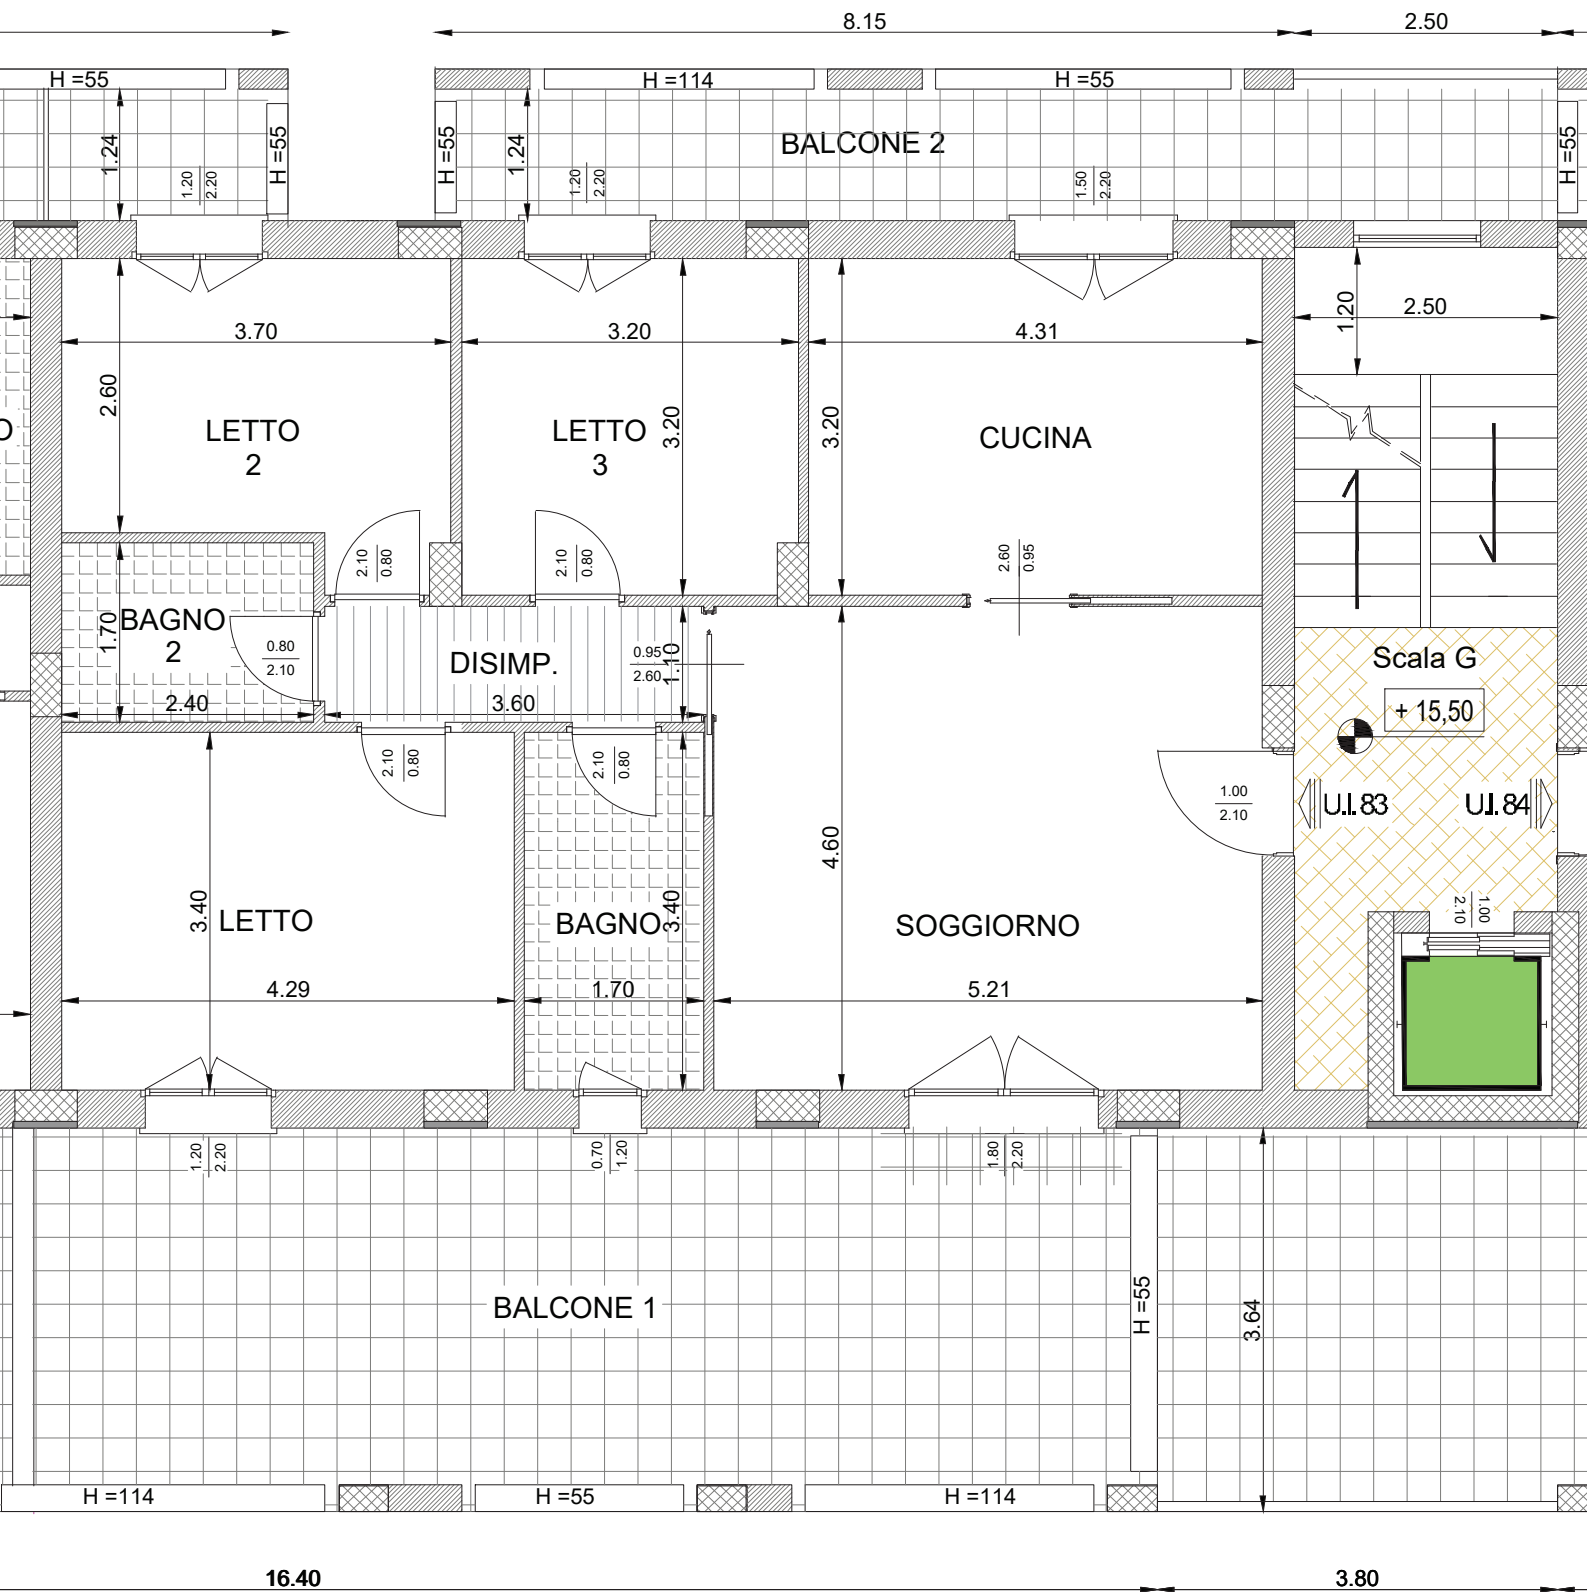 8.15
2.50
H =55
H =114
H =55
1.24
H =55
H =55
1.24
BALCONE 2
H =55
1.20
2.20
1.20
2.20
1.50
2.20
3.70
3.20
4.31
1.20
2.50
2.60
LETTO
2
LETTO
3
3.20
3.20
CUCINA
O
2.10
0.80
2.10
0.80
2.60
0.95
BAGNO
2
1.70
0.80
2.10
2.40
DISIMP.
3.60
0.95
2.60
1.10
Scala G
+ 15,50
2.10
0.80
2.10
0.80
1.00
2.10
U.I. 83
U.I. 84
4.60
3.40
LETTO
BAGNO
3.40
SOGGIORNO
2.10
1.00
4.29
1.70
5.21
1.20
2.20
0.70
1.20
1.80
2.20
BALCONE 1
H =55
3.64
H =114
H =55
H =114
16.40
3.80